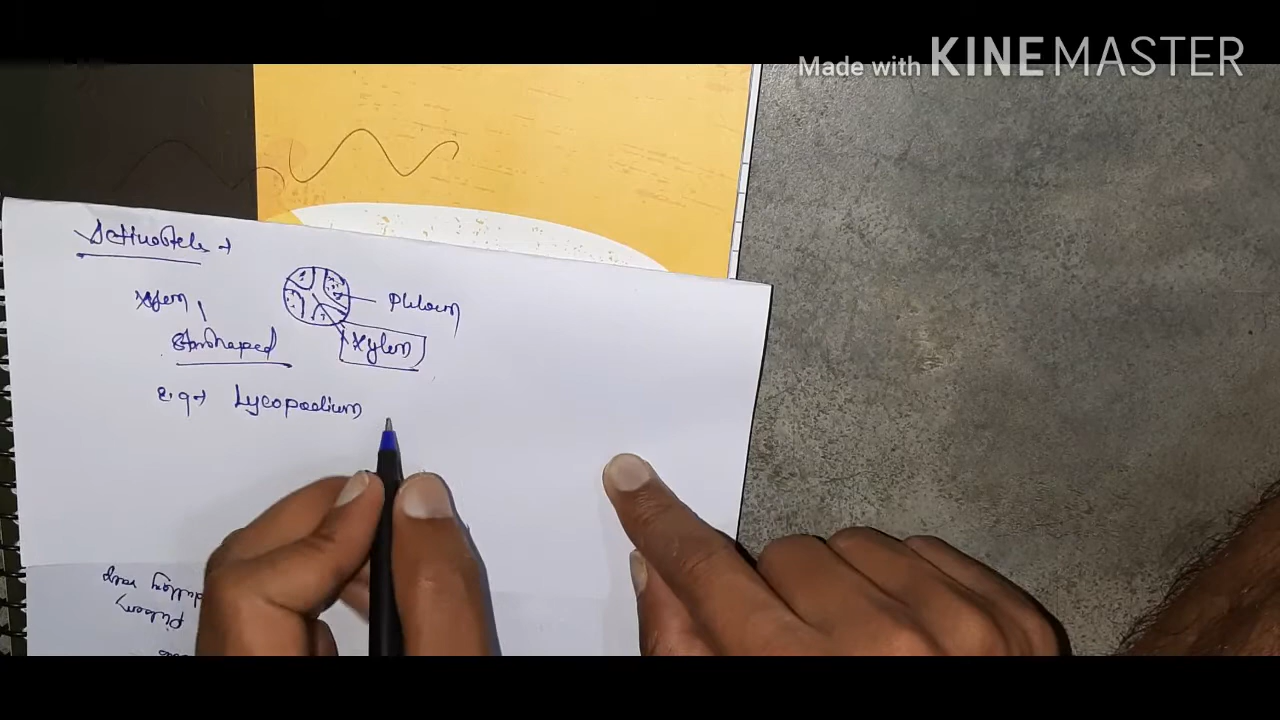 Made with KINEMASTER
Actinostele →
Xylem
Phloem
Starshaped
Xylem
e.g → Lycopodium